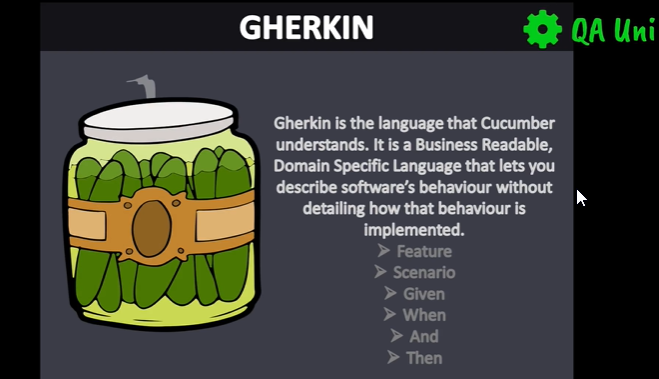 GHERKIN
QA Uni
Gherkin is the language that Cucumber
understands. It is a Business Readable,
Domain Specific Language that lets you
describe software's behaviour without
detailing how that behaviour is
implemented.
➢ Feature
➢ Scenario
➢ Given
➢ When
➢ And
➢ Then